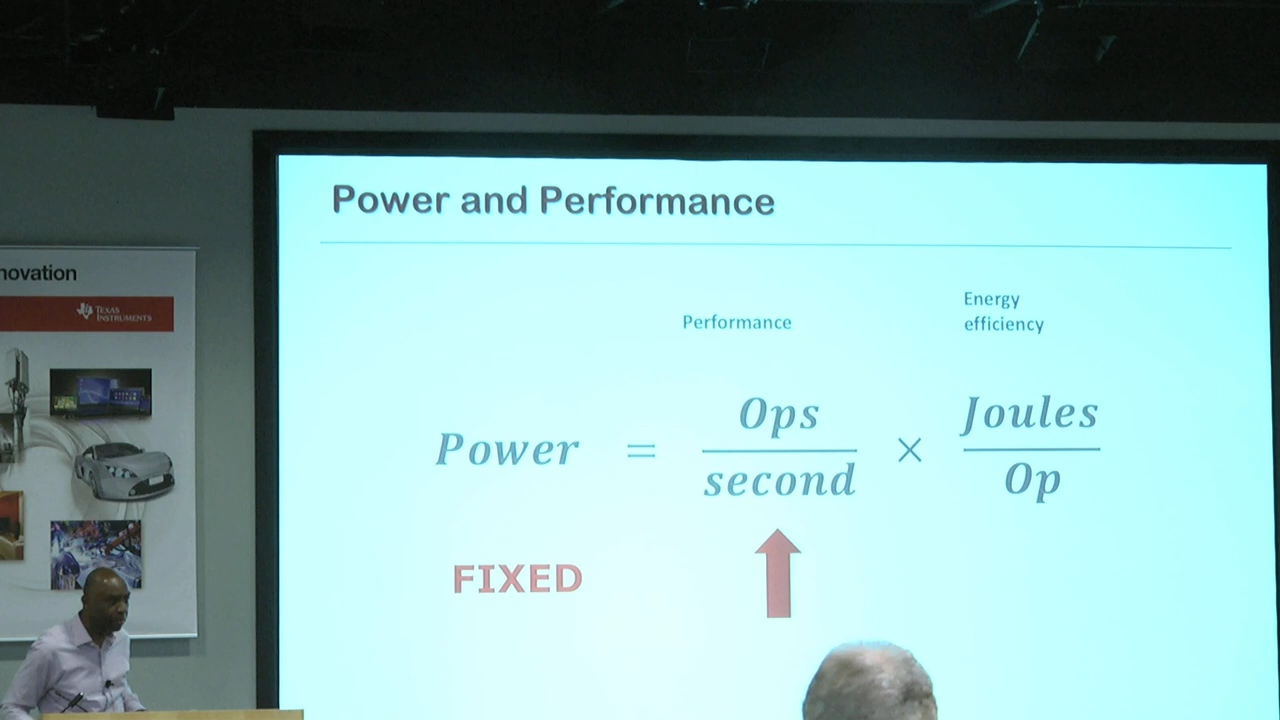 Power and Performance
novation
TEXAS
INSTRUMENTS
Performance
Energy
efficiency
Power = Ops/second × Joules/Op
FIXED